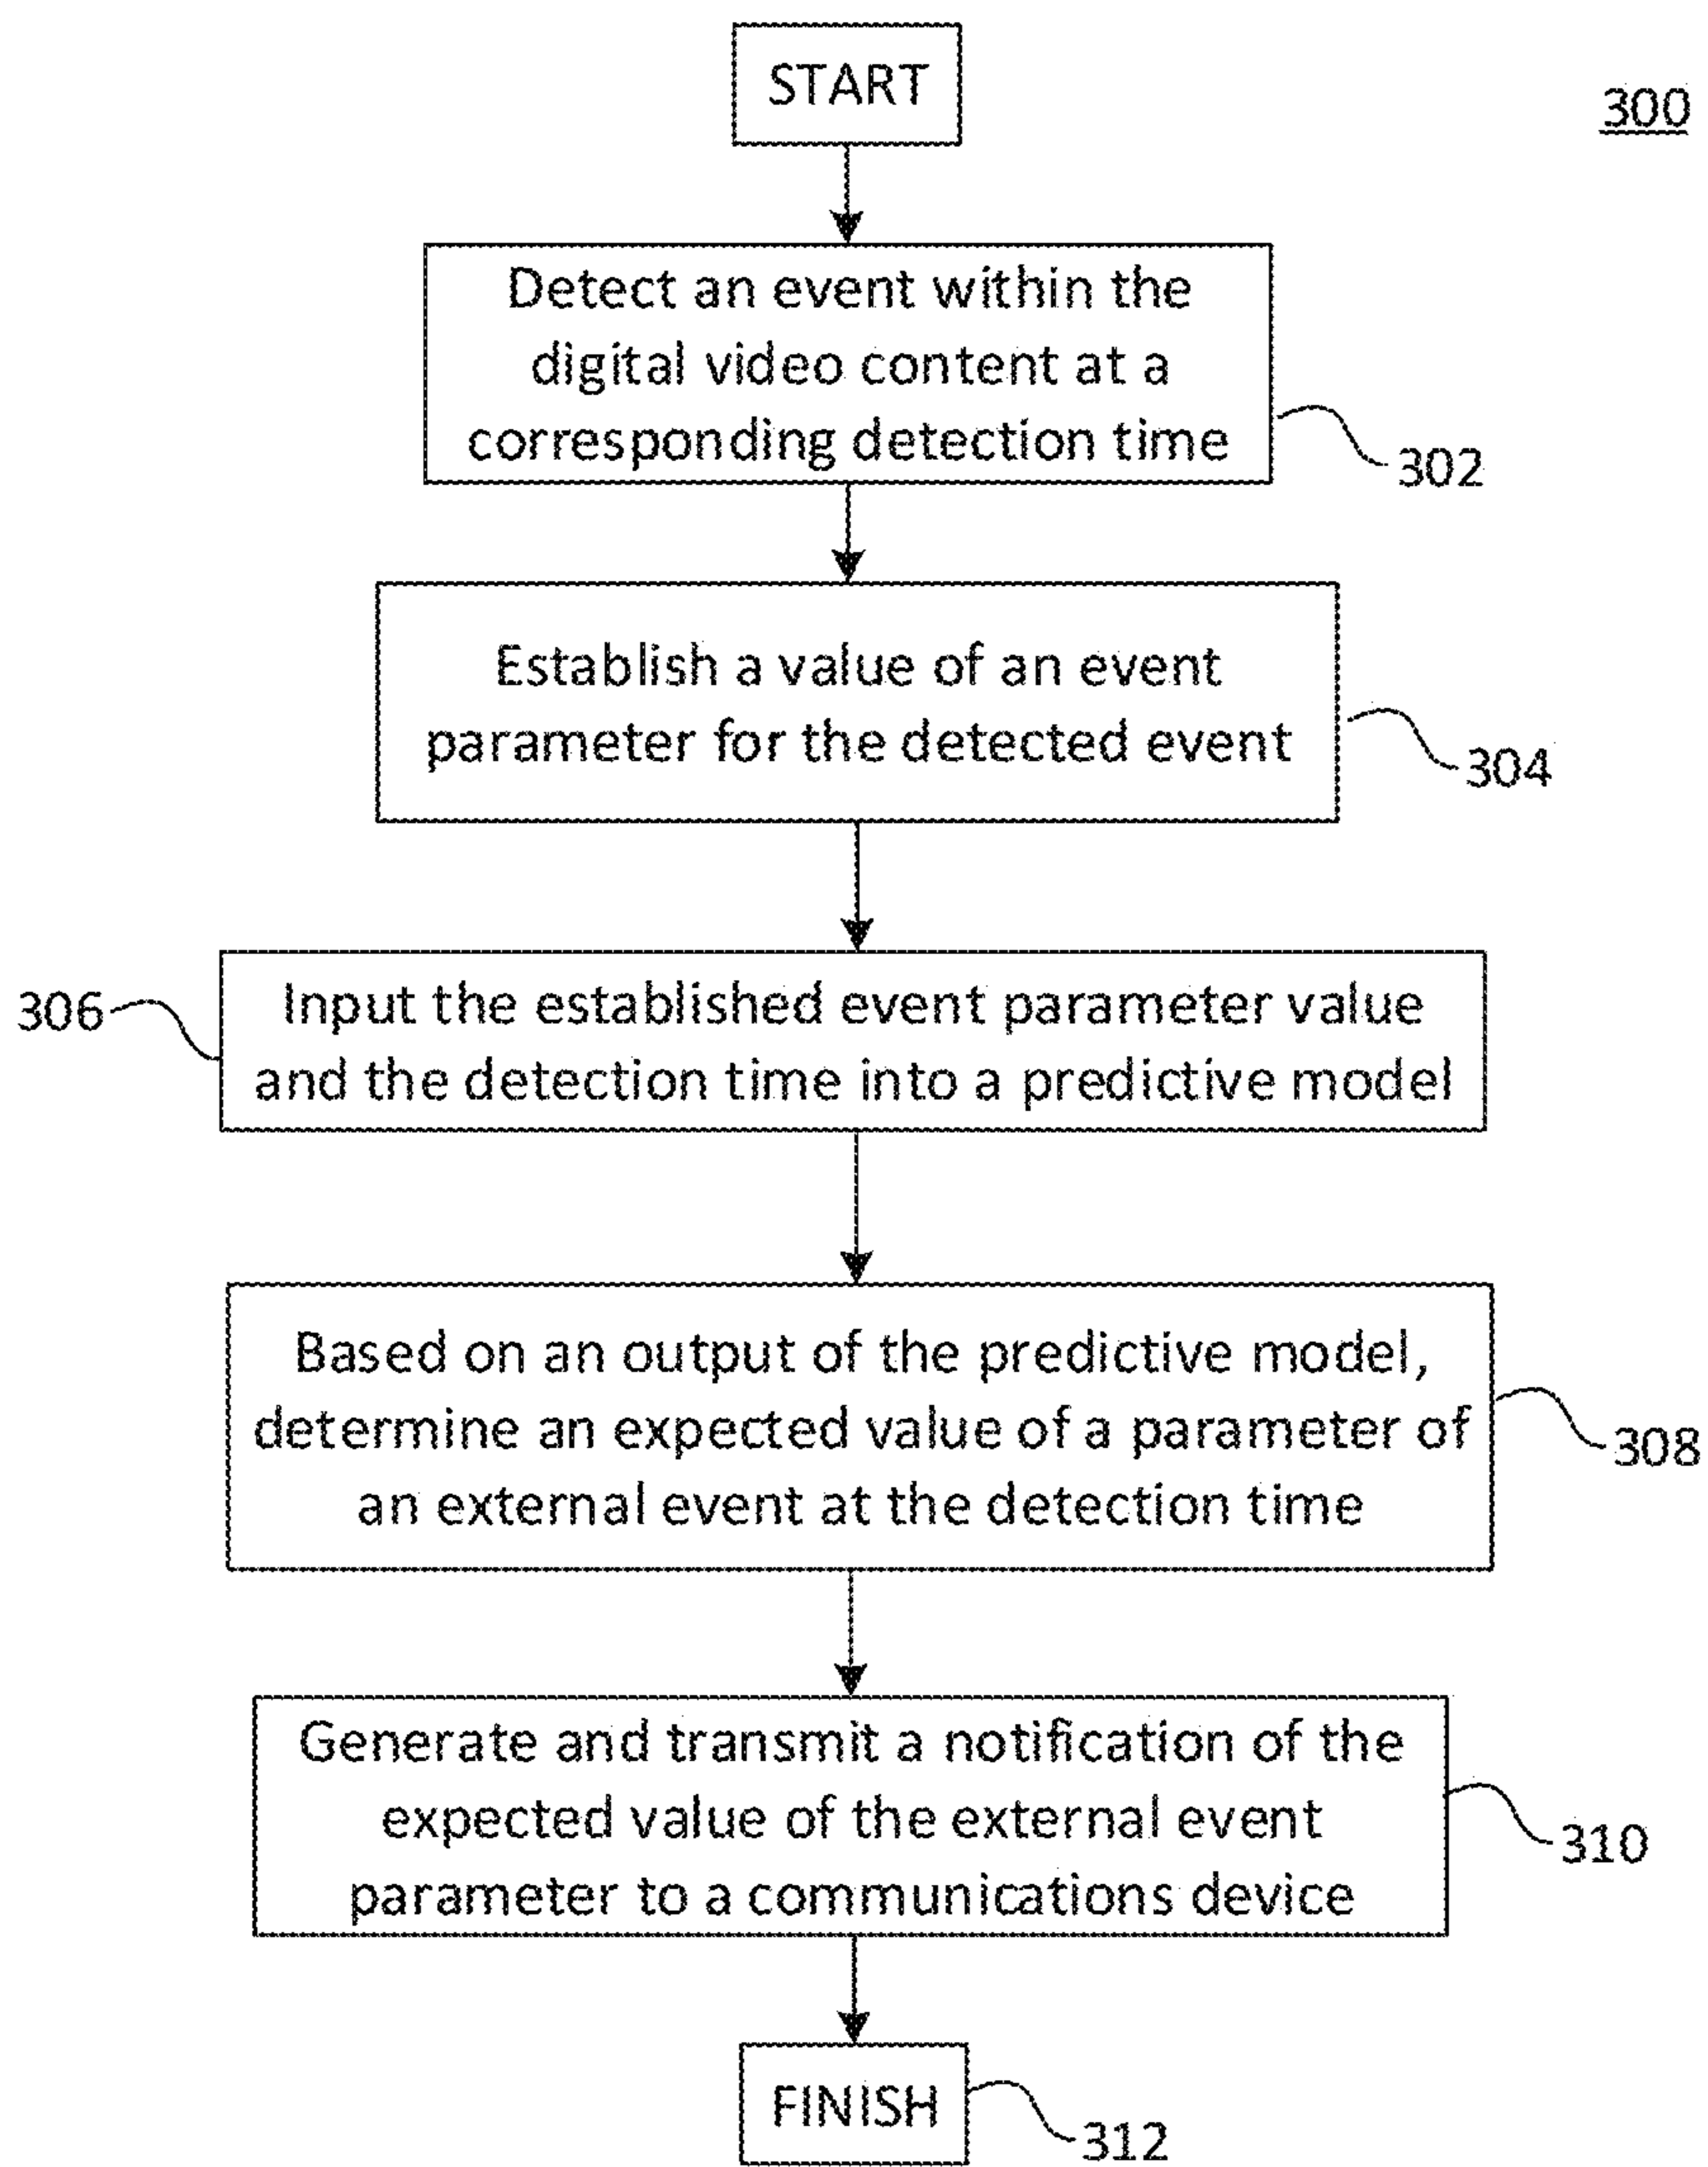 START
300
Detect an event within the
digital video content at a
corresponding detection time
302
Establish a value of an event
parameter for the detected event
304
306
Input the established event parameter value
and the detection time into a predictive model
Based on an output of the predictive model,
determine an expected value of a parameter of
an external event at the detection time
308
Generate and transmit a notification of the
expected value of the external event
parameter to a communications device
310
FINISH
312